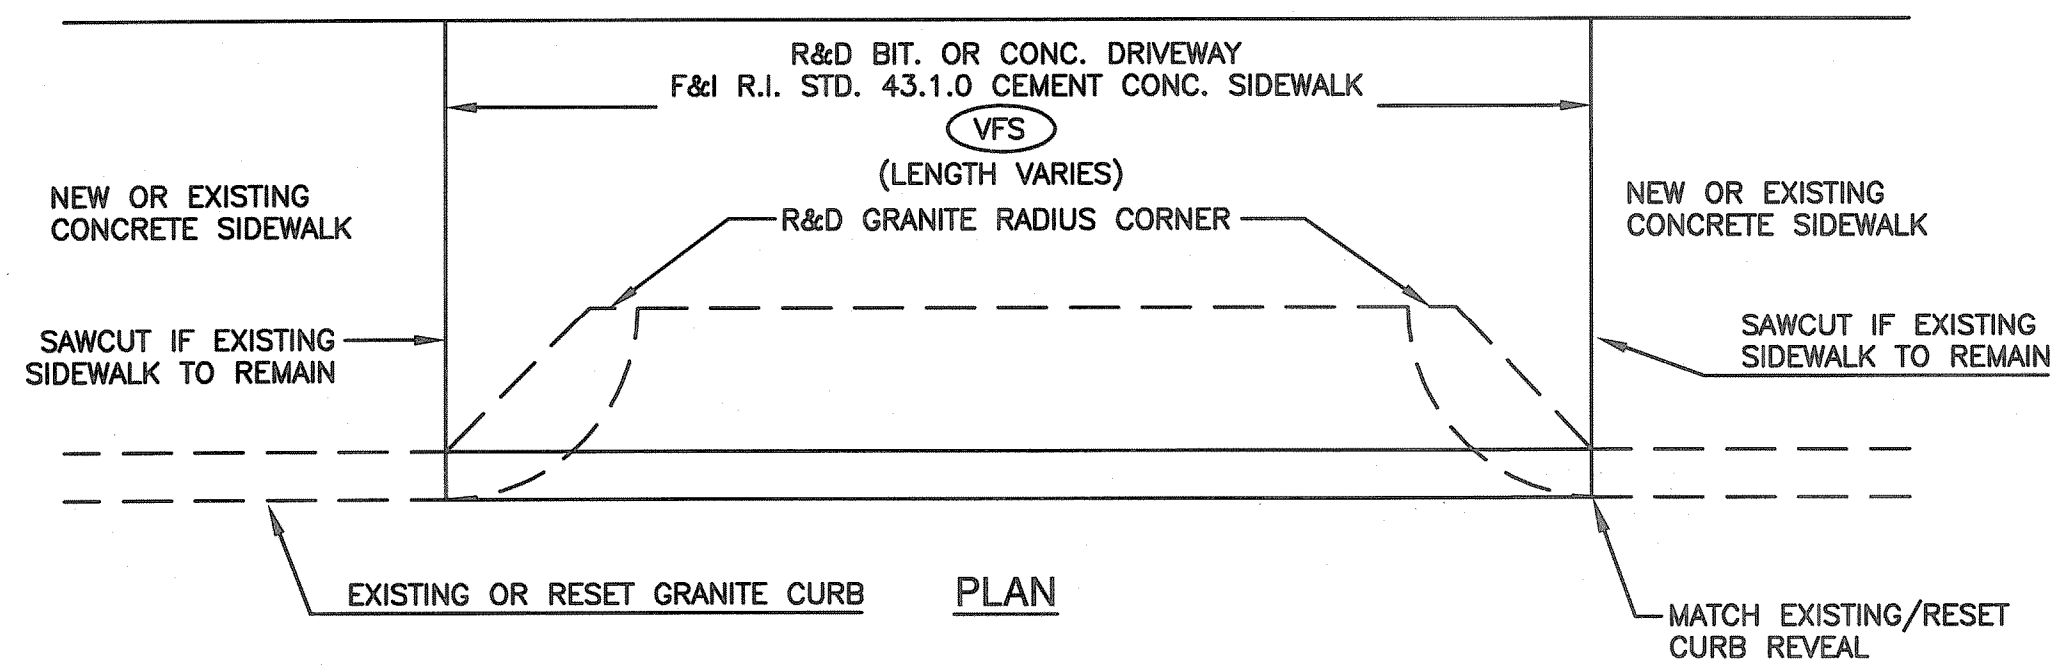 R&D BIT. OR CONC. DRIVEWAY
F&I R.I. STD. 43.1.0 CEMENT CONC. SIDEWALK
VFS
(LENGTH VARIES)
NEW OR EXISTING
CONCRETE SIDEWALK
R&D GRANITE RADIUS CORNER
NEW OR EXISTING
CONCRETE SIDEWALK
SAWCUT IF EXISTING
SIDEWALK TO REMAIN
SAWCUT IF EXISTING
SIDEWALK TO REMAIN
EXISTING OR RESET GRANITE CURB
PLAN
MATCH EXISTING/RESET
CURB REVEAL